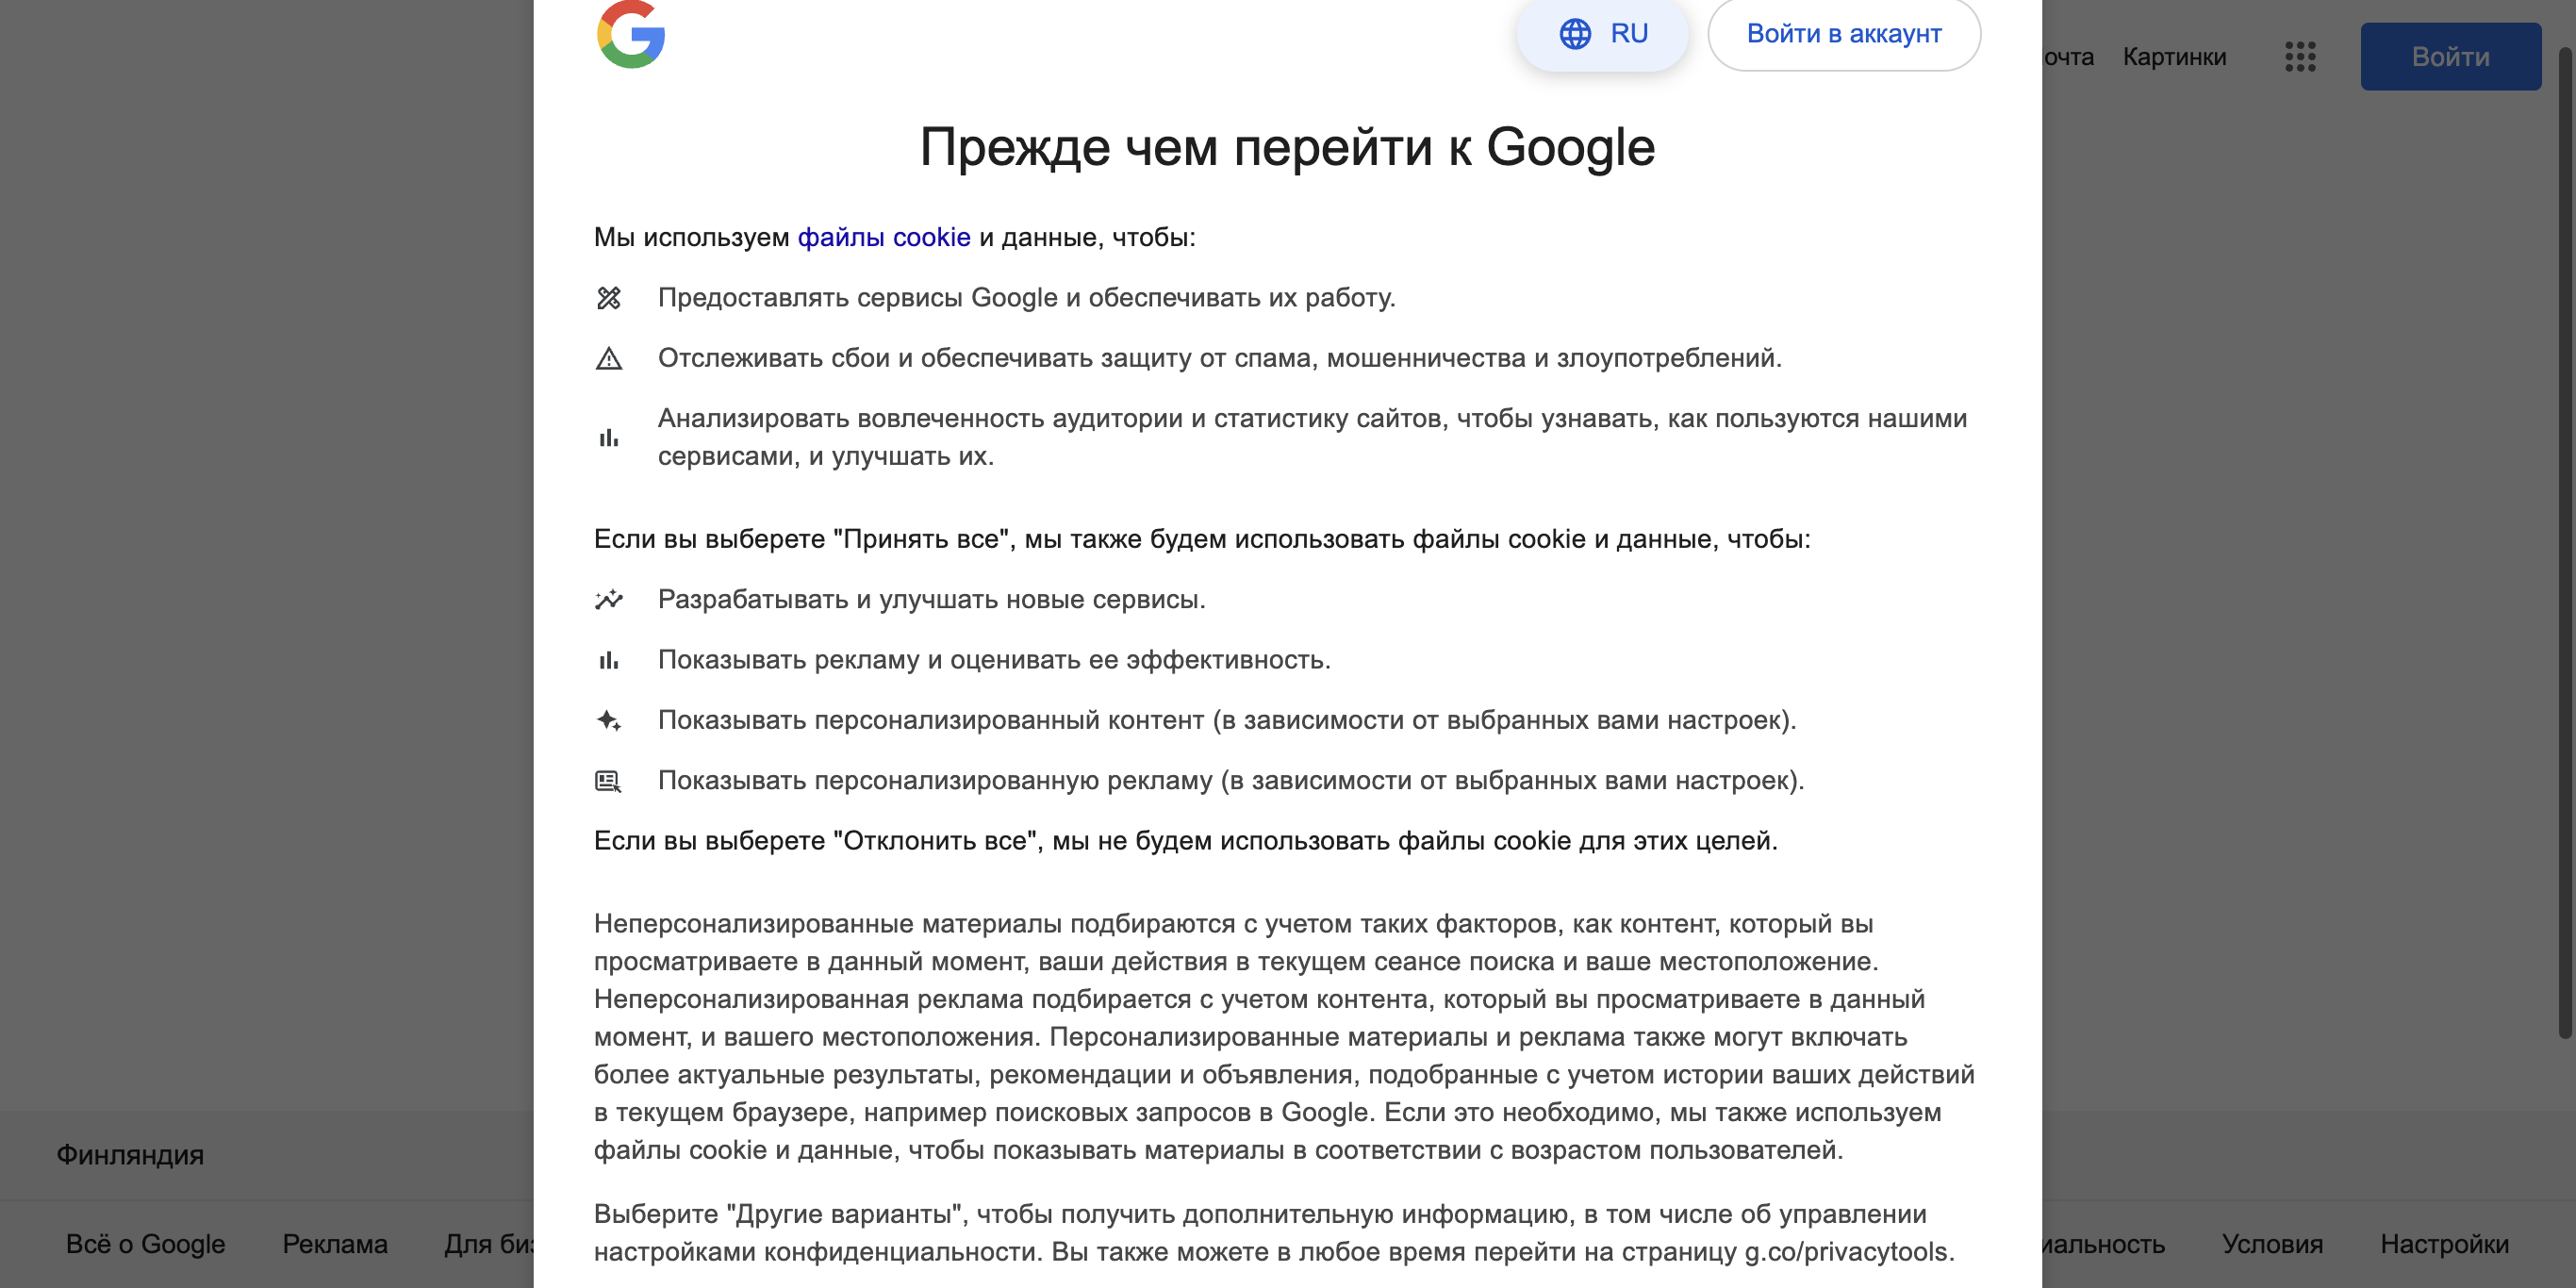 RU
Войти в аккаунт
Картинки
Войти
Прежде чем перейти к Google
Мы используем файлы cookie и данные, чтобы:
Предоставлять сервисы Google и обеспечивать их работу.
Отслеживать сбои и обеспечивать защиту от спама, мошенничества и злоупотреблений.
Анализировать вовлеченность аудитории и статистику сайтов, чтобы узнавать, как пользуются нашими
сервисами, и улучшать их.
Если вы выберете "Принять все", мы также будем использовать файлы cookie и данные, чтобы:
Разрабатывать и улучшать новые сервисы.
Показывать рекламу и оценивать ее эффективность.
Показывать персонализированный контент (в зависимости от выбранных вами настроек).
Показывать персонализированную рекламу (в зависимости от выбранных вами настроек).
Если вы выберете "Отклонить все", мы не будем использовать файлы cookie для этих целей.
Неперсонализированные материалы подбираются с учетом таких факторов, как контент, который вы
просматриваете в данный момент, ваши действия в текущем сеансе поиска и ваше местоположение.
Неперсонализированная реклама подбирается с учетом контента, который вы просматриваете в данный
момент, и вашего местоположения. Персонализированные материалы и реклама также могут включать
более актуальные результаты, рекомендации и объявления, подобранные с учетом истории ваших действий
в текущем браузере, например поисковых запросов в Google. Если это необходимо, мы также используем
файлы cookie и данные, чтобы показывать материалы в соответствии с возрастом пользователей.
Выберите "Другие варианты", чтобы получить дополнительную информацию, в том числе об управлении
настройками конфиденциальности. Вы также можете в любое время перейти на страницу g.co/privacytools.
Финляндия
Всё о Google
Реклама
Для
Условия
Настройки